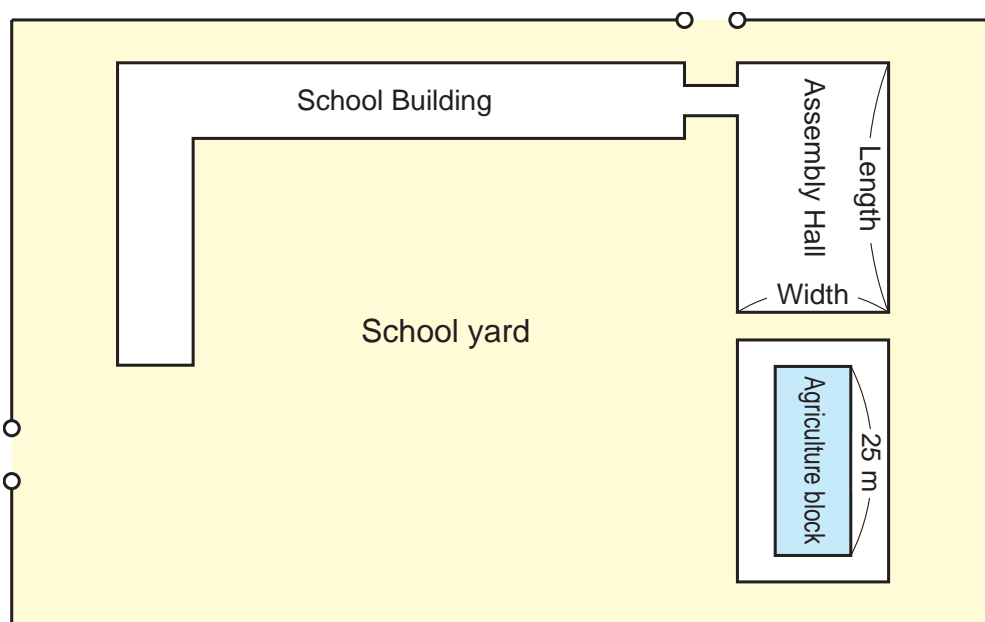 School Building
Assembly Hall
Length
Width
School yard
Agriculture block
25 m